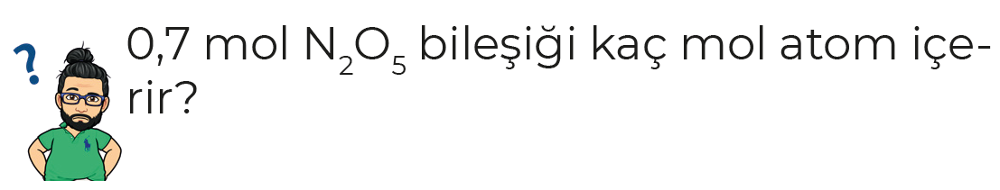 ?
0,7 mol N₂O₅ bileşiği kaç mol atom içe-
rir?